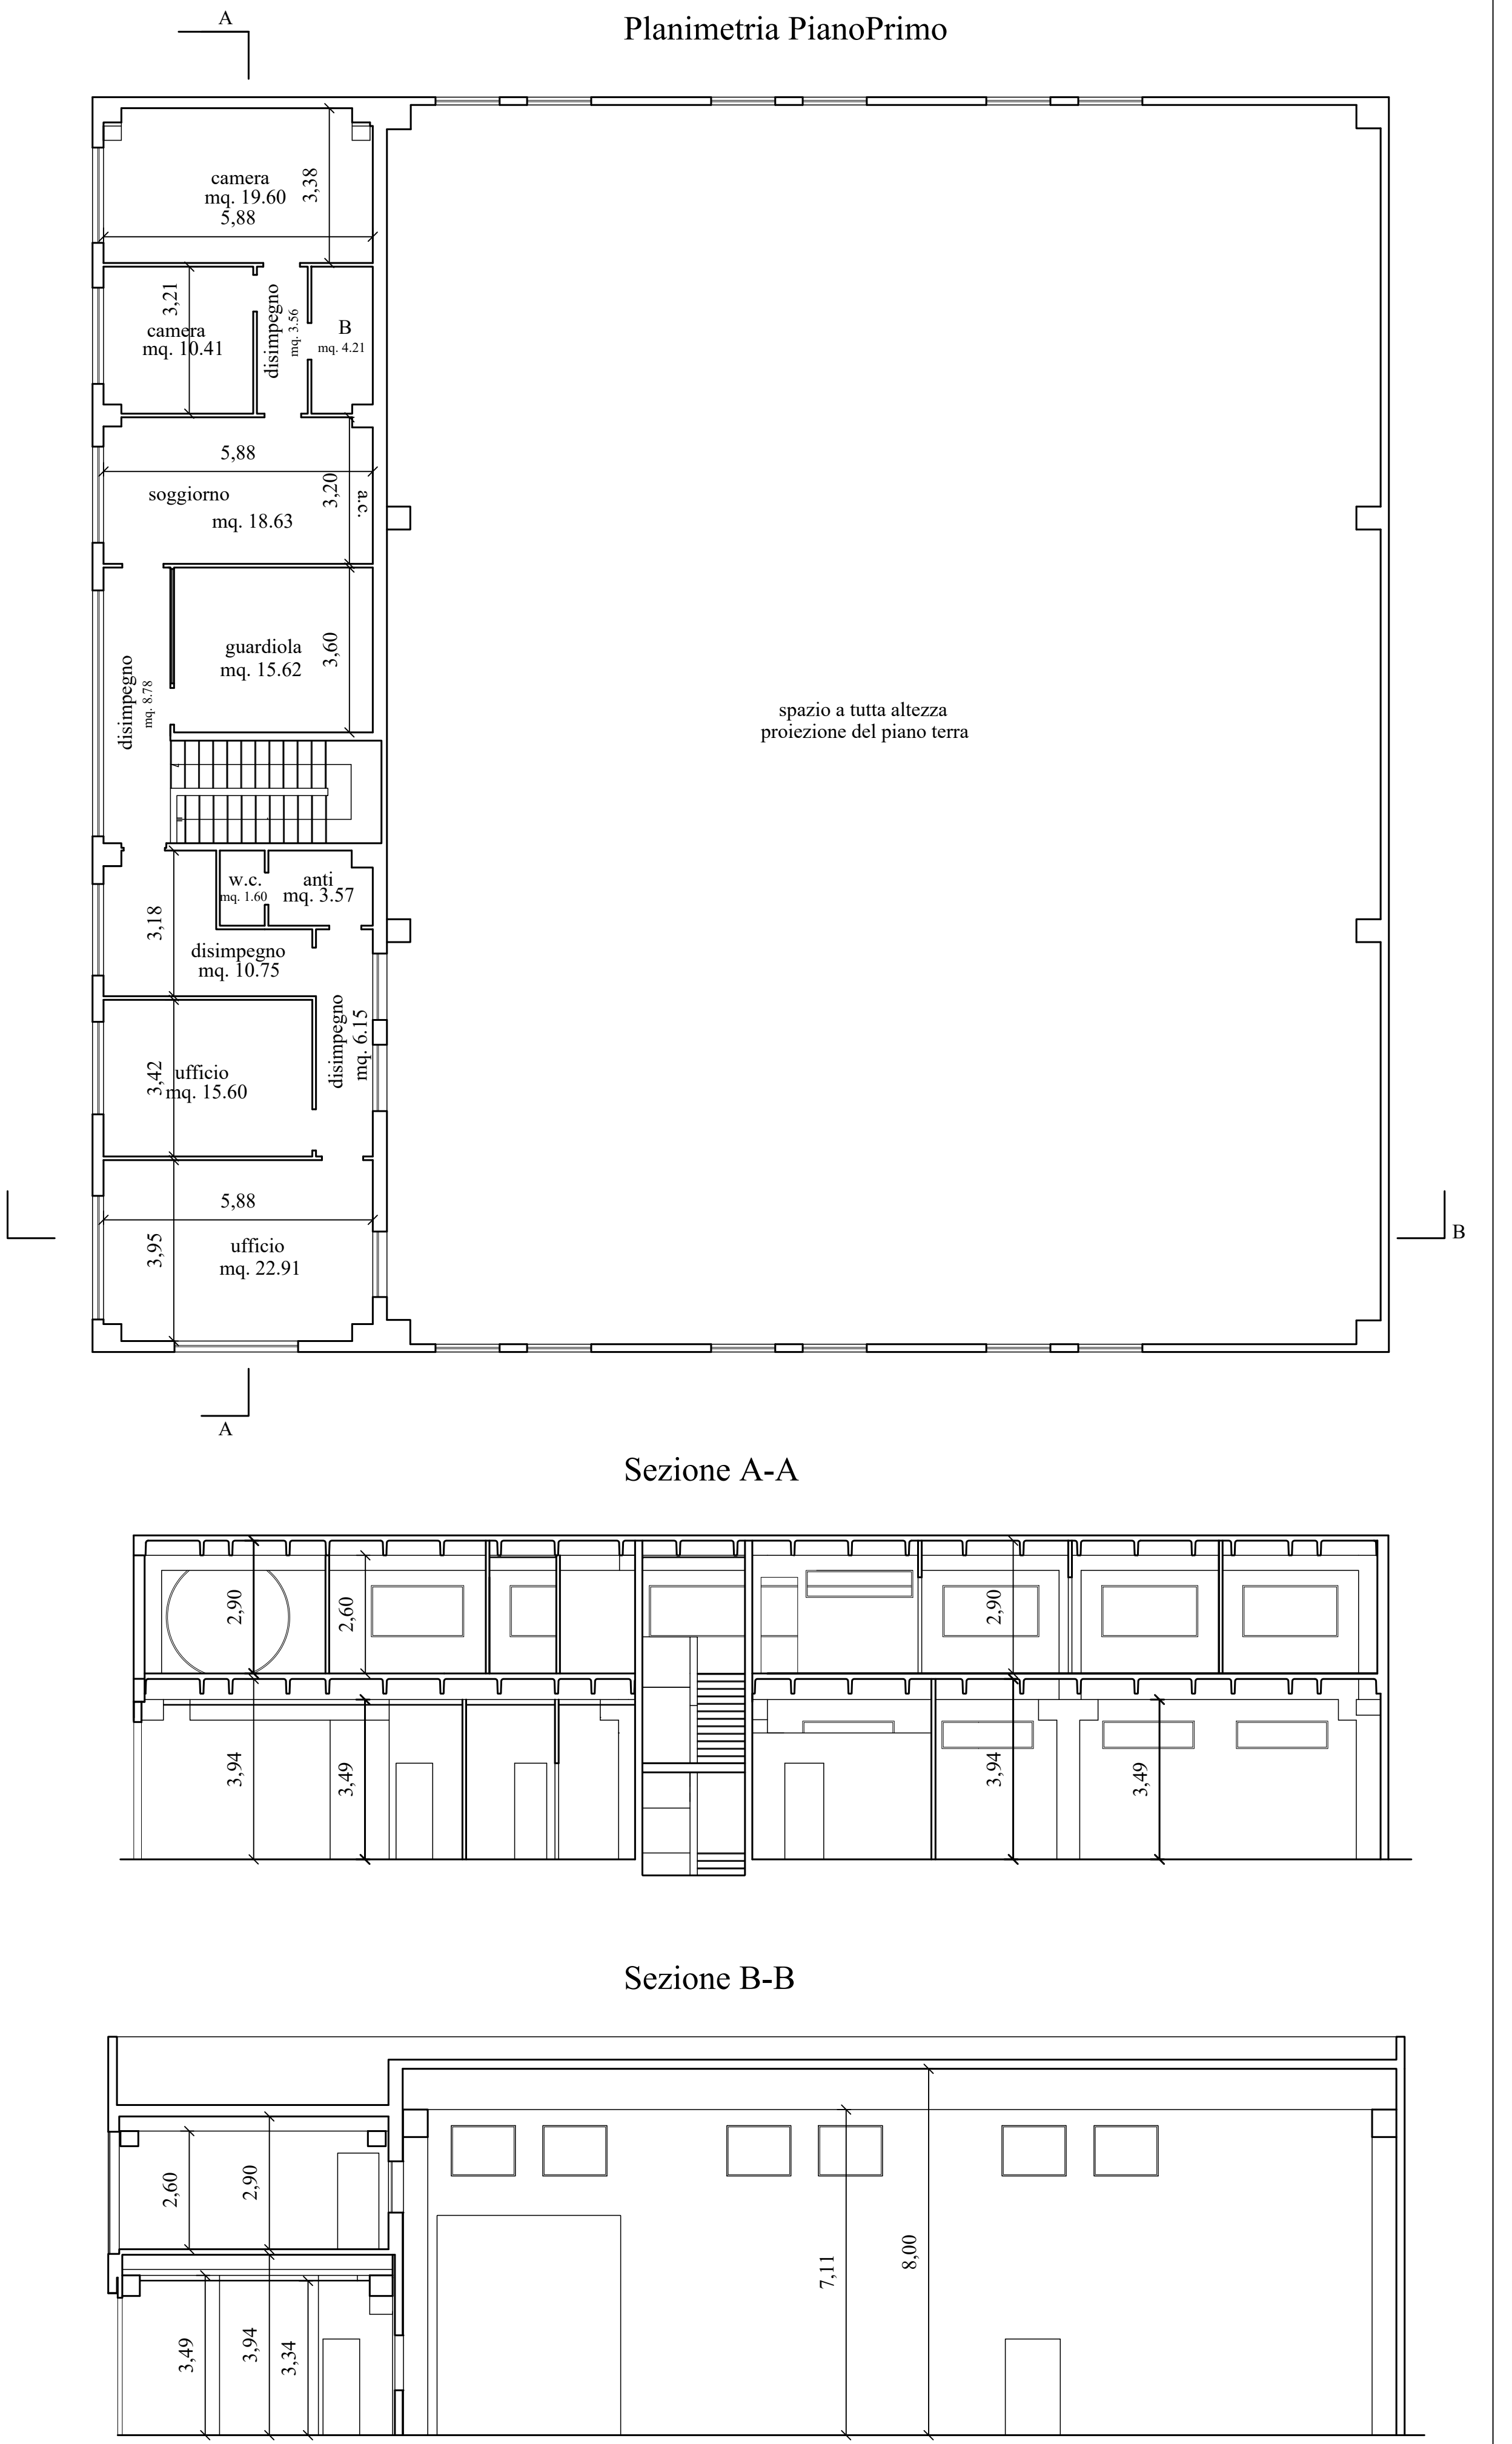 A
Planimetria PianoPrimo
camera
mq. 19.60
5,88
3,38
3,21
camera
mq. 10.41
disimpegno
mq. 3.56
B
mq. 4.21
5,88
soggiorno
mq. 18.63
3,20
a.c.
guardiola
mq. 15.62
3,60
disimpegno
mq. 8.78
spazio a tutta altezza
proiezione del piano terra
w.c.
mq. 1.60
anti
mq. 3.57
3,18
disimpegno
mq. 10.75
disimpegno
mq. 6.15
3,42
ufficio
mq. 15.60
5,88
3,95
ufficio
mq. 22.91
B
A
Sezione A-A
2,90
2,60
2,90
3,94
3,49
3,94
3,49
Sezione B-B
2,60
2,90
7,11
8,00
3,49
3,94
3,34